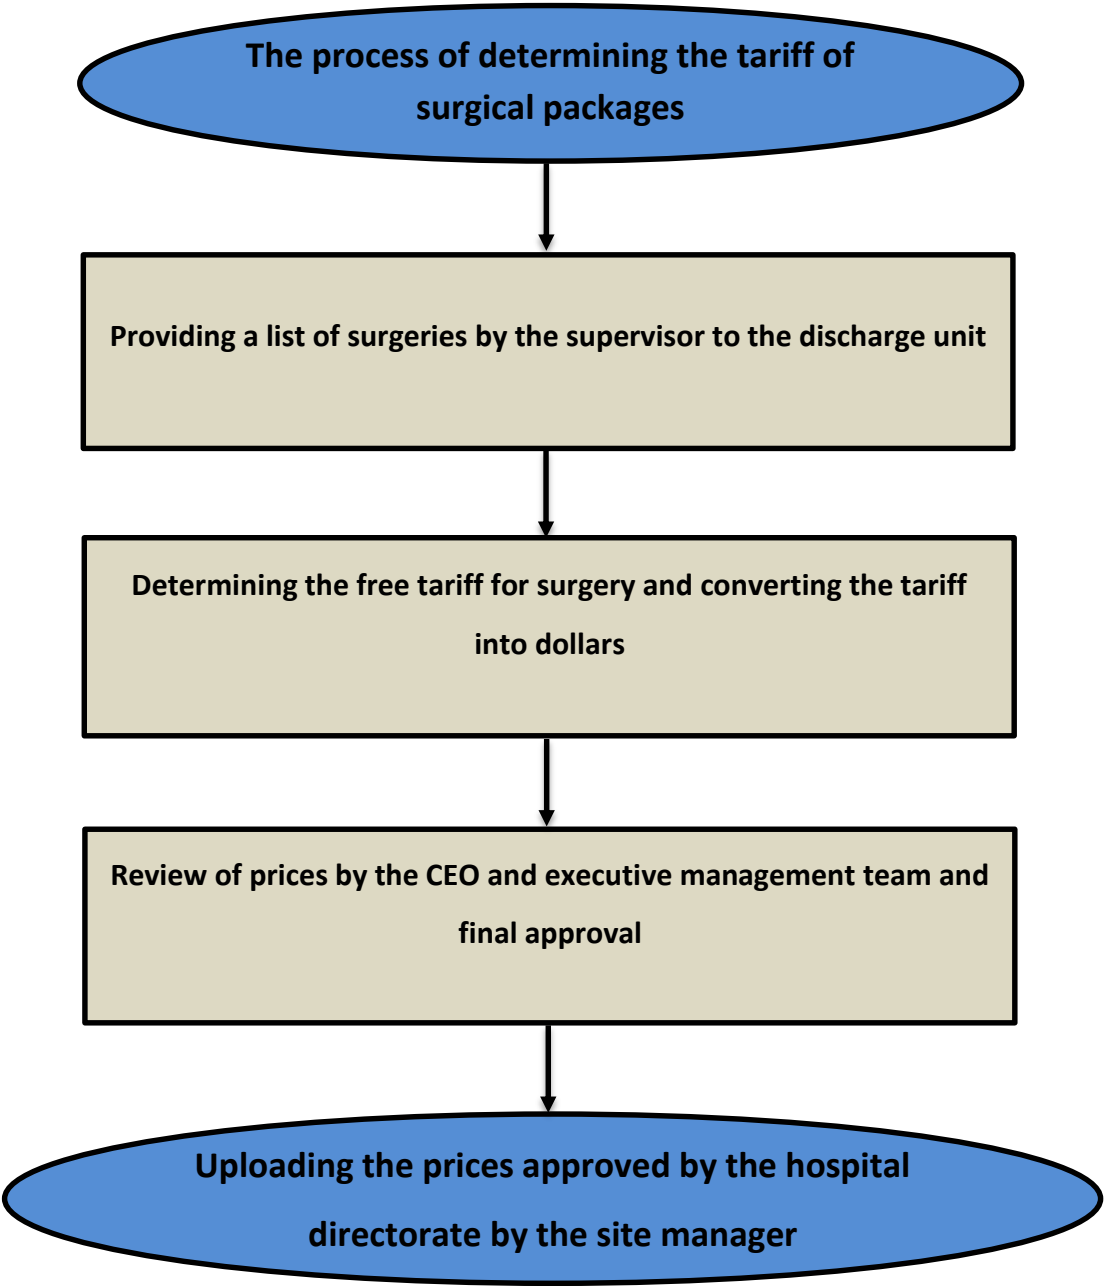 The process of determining the tariff of
surgical packages
Providing a list of surgeries by the supervisor to the discharge unit
Determining the free tariff for surgery and converting the tariff
into dollars
Review of prices by the CEO and executive management team and
final approval
Uploading the prices approved by the hospital
directorate by the site manager